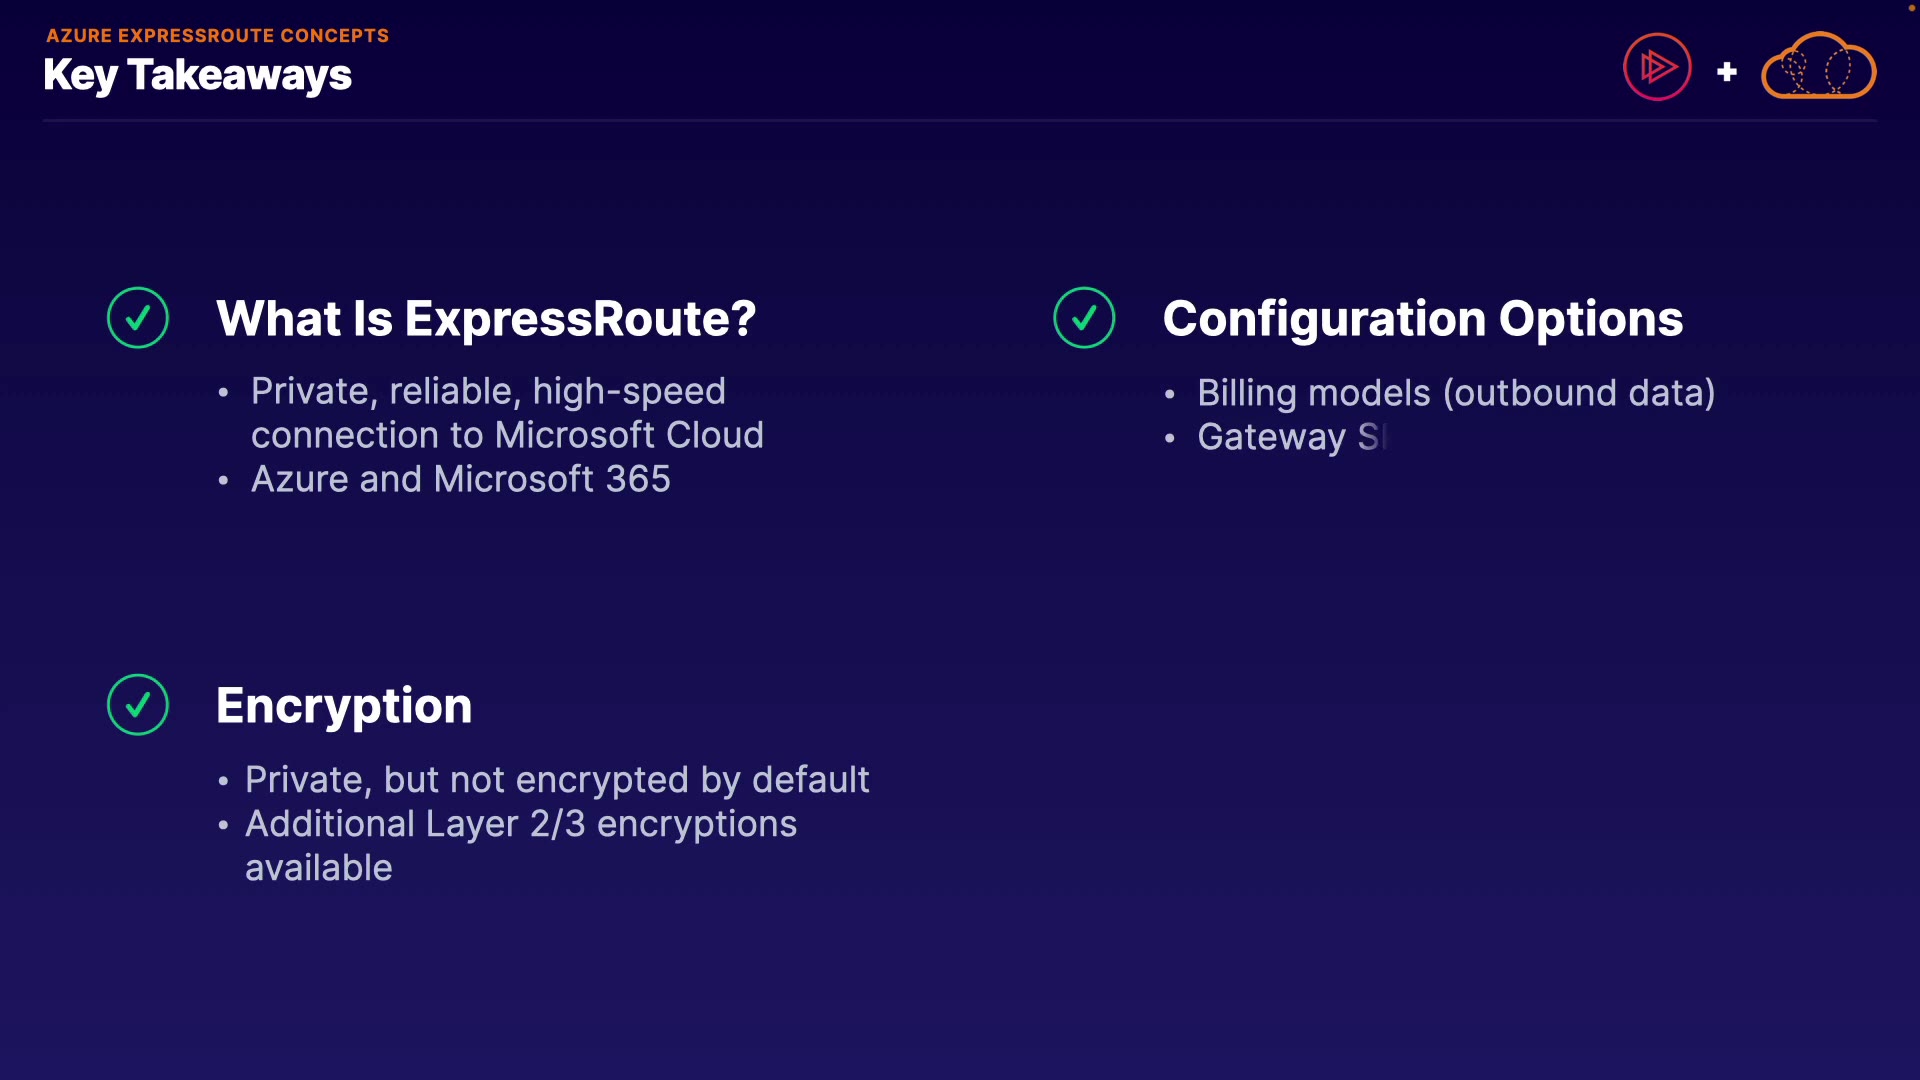 AZURE EXPRESSROUTE CONCEPTS
Key Takeaways
What Is ExpressRoute?
• Private, reliable, high-speed
connection to Microsoft Cloud
• Azure and Microsoft 365
Configuration Options
• Billing models (outbound data)
• Gateway
Encryption
• Private, but not encrypted by default
• Additional Layer 2/3 encryptions
available